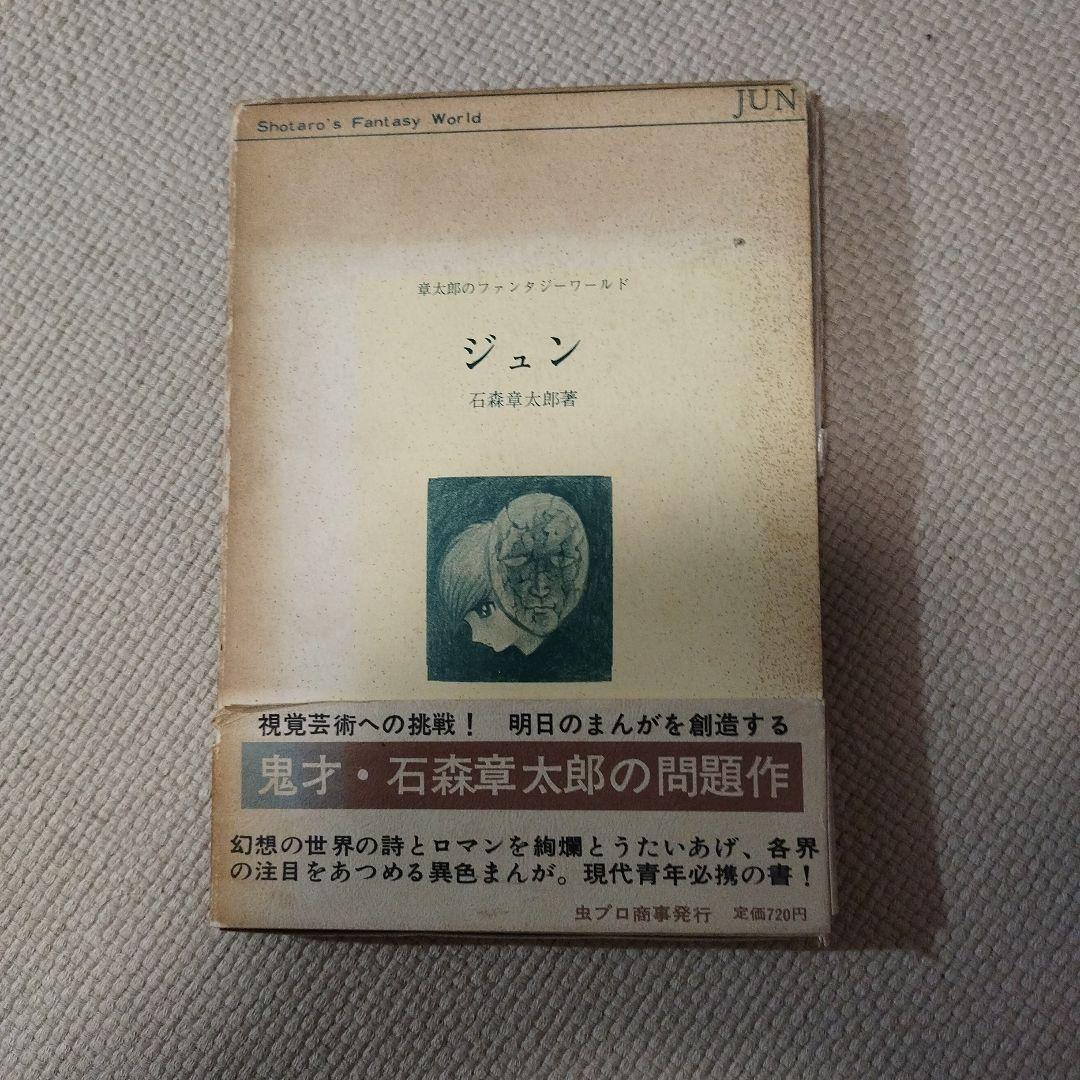 Shotaro's Fantasy World
JUN
章太郎のファンタジーワールド
ジュン
石森章太郎著
視覚芸術への挑戦！ 明日のまんがを創造する
鬼才・石森章太郎の問題作
幻想の世界の詩とロマンを絢爛とうたいあげ、各界
の注目をあつめる異色まんが。現代青年必携の書！
虫プロ商事発行 定価720円